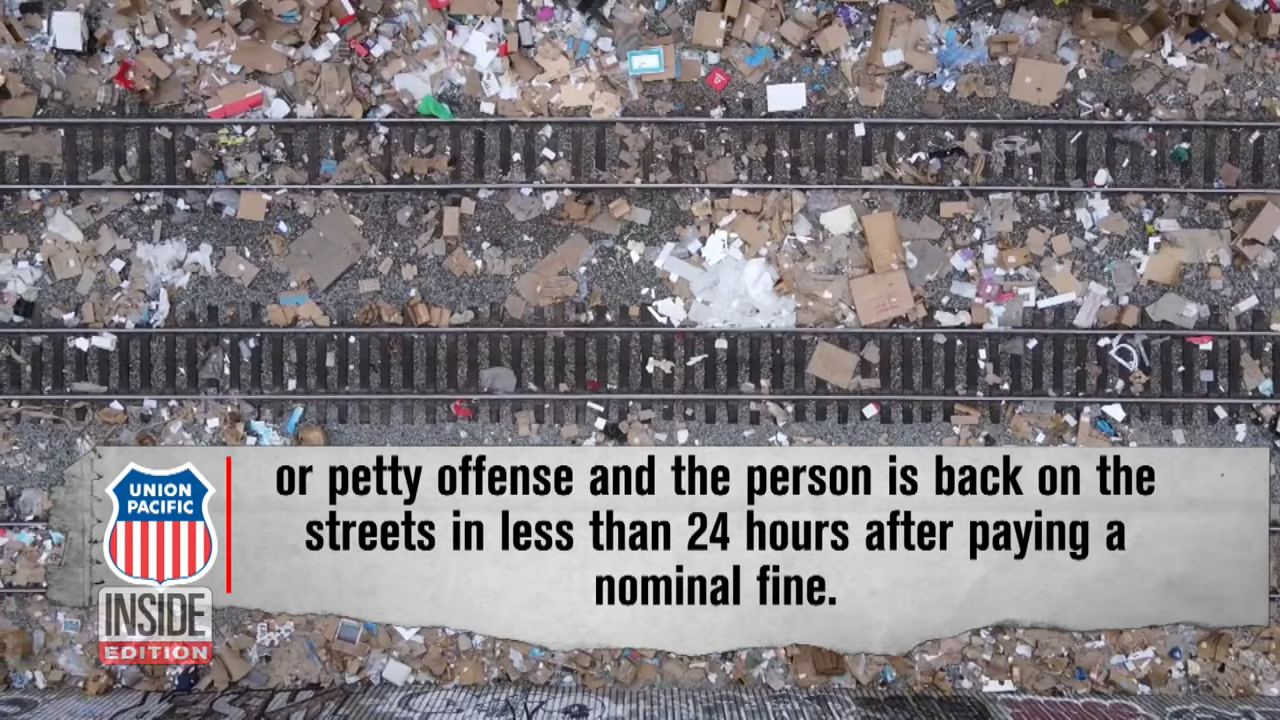 or petty offense and the person is back on the
streets in less than 24 hours after paying a
nominal fine.
UNION
PACIFIC
INSIDE
EDITION